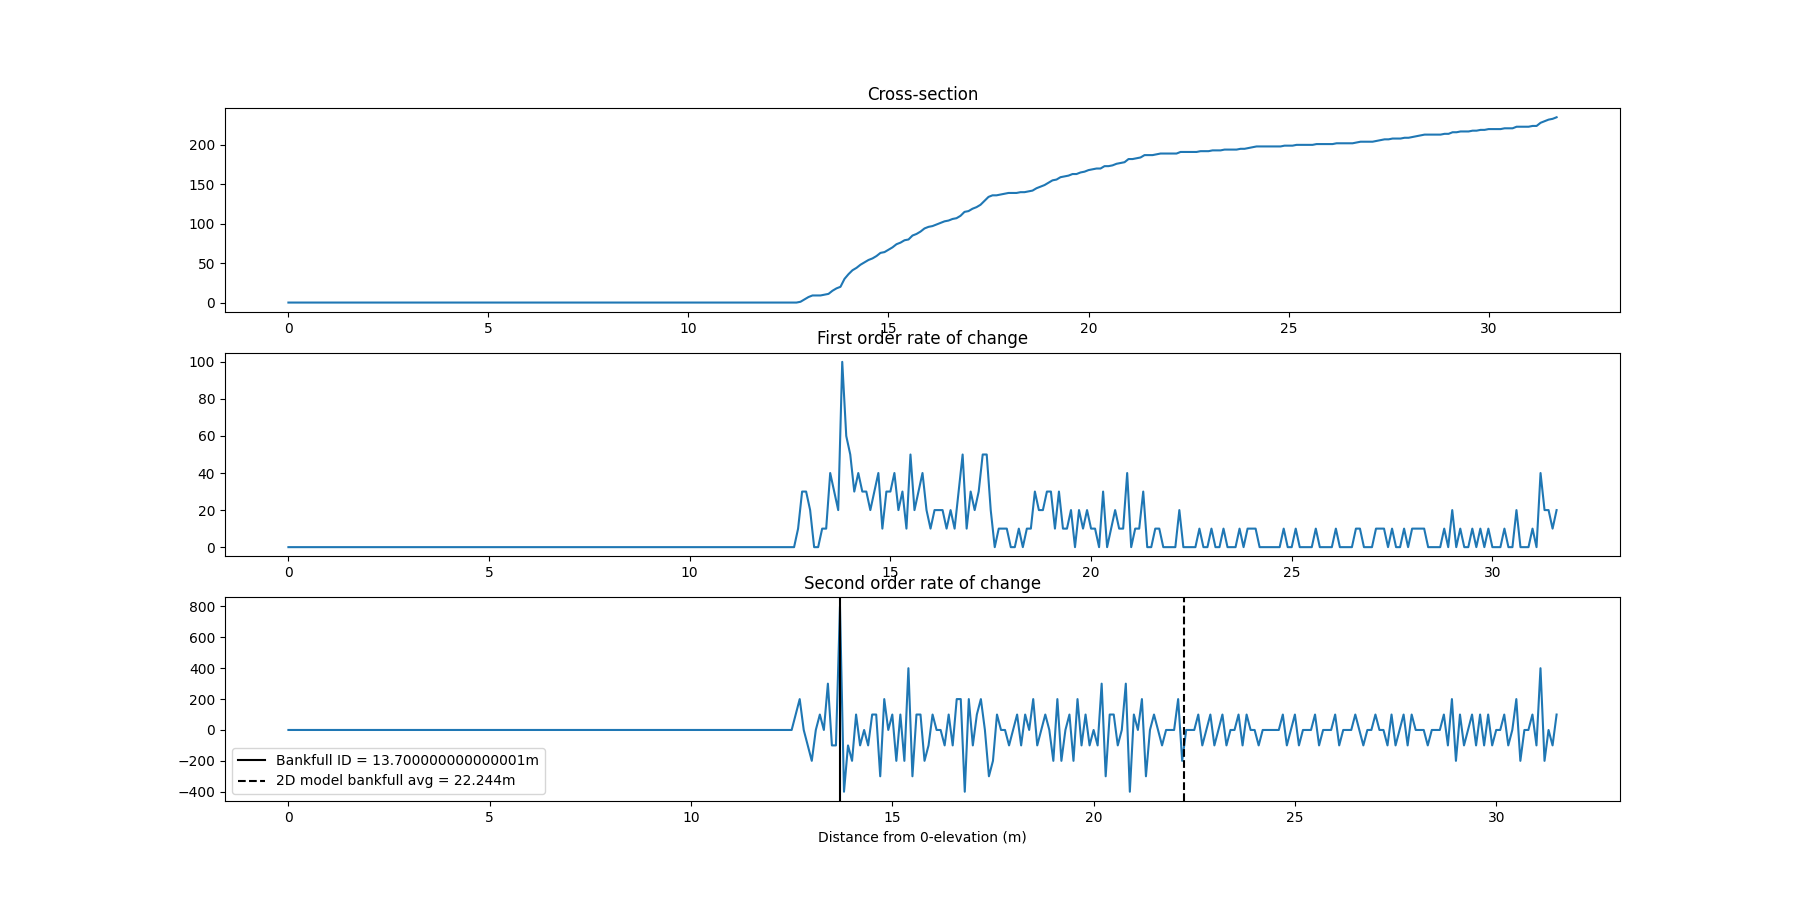 Cross-section
200
150
100
50
0
0 5 10 15 20 25 30
First order rate of change
100
80
60
40
20
0
0 5 10 15 20 25 30
Second order rate of change
800
600
400
200
0
−200
−400
Bankfull ID = 13.700000000000001m
2D model bankfull avg = 22.244m
0 5 10 15 20 25 30
Distance from 0-elevation (m)